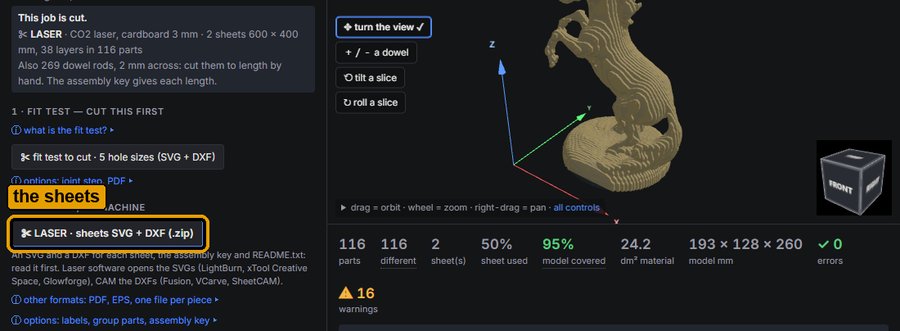 This job is cut.
✂ LASER · CO2 laser, cardboard 3 mm · 2 sheets 600 × 400
mm, 38 layers in 116 parts
Also 269 dowel rods, 2 mm across: cut them to length by
hand. The assembly key gives each length.
1 · FIT TEST — CUT THIS FIRST
ⓘ what is the fit test? ▸
✂ fit test to cut · 5 hole sizes (SVG + DXF)
ⓘ options: joint step, PDF ▸
the sheets
MACHINE
✂ LASER · sheets SVG + DXF (.zip)
An SVG and a DXF for each sheet, the assembly key and README.txt:
read it first. Laser software opens the SVGs (LightBurn, xTool Creative
Space, Glowforge), CAM the DXFs (Fusion, VCarve, SheetCAM).
ⓘ other formats: PDF, EPS, one file per piece ▸
ⓘ options: labels, group parts, assembly key ▸
✥ turn the view ✓
+ / - a dowel
⟲ tilt a slice
↻ roll a slice
Z
Y
X
FRONT
▶ drag = orbit · wheel = zoom · right-drag = pan · all controls
116 116 2 50% 95% 24.2 193 × 128 × 260 ✓ 0
parts different sheet(s) sheet used model covered dm² material model mm errors
⚠ 16
warnings